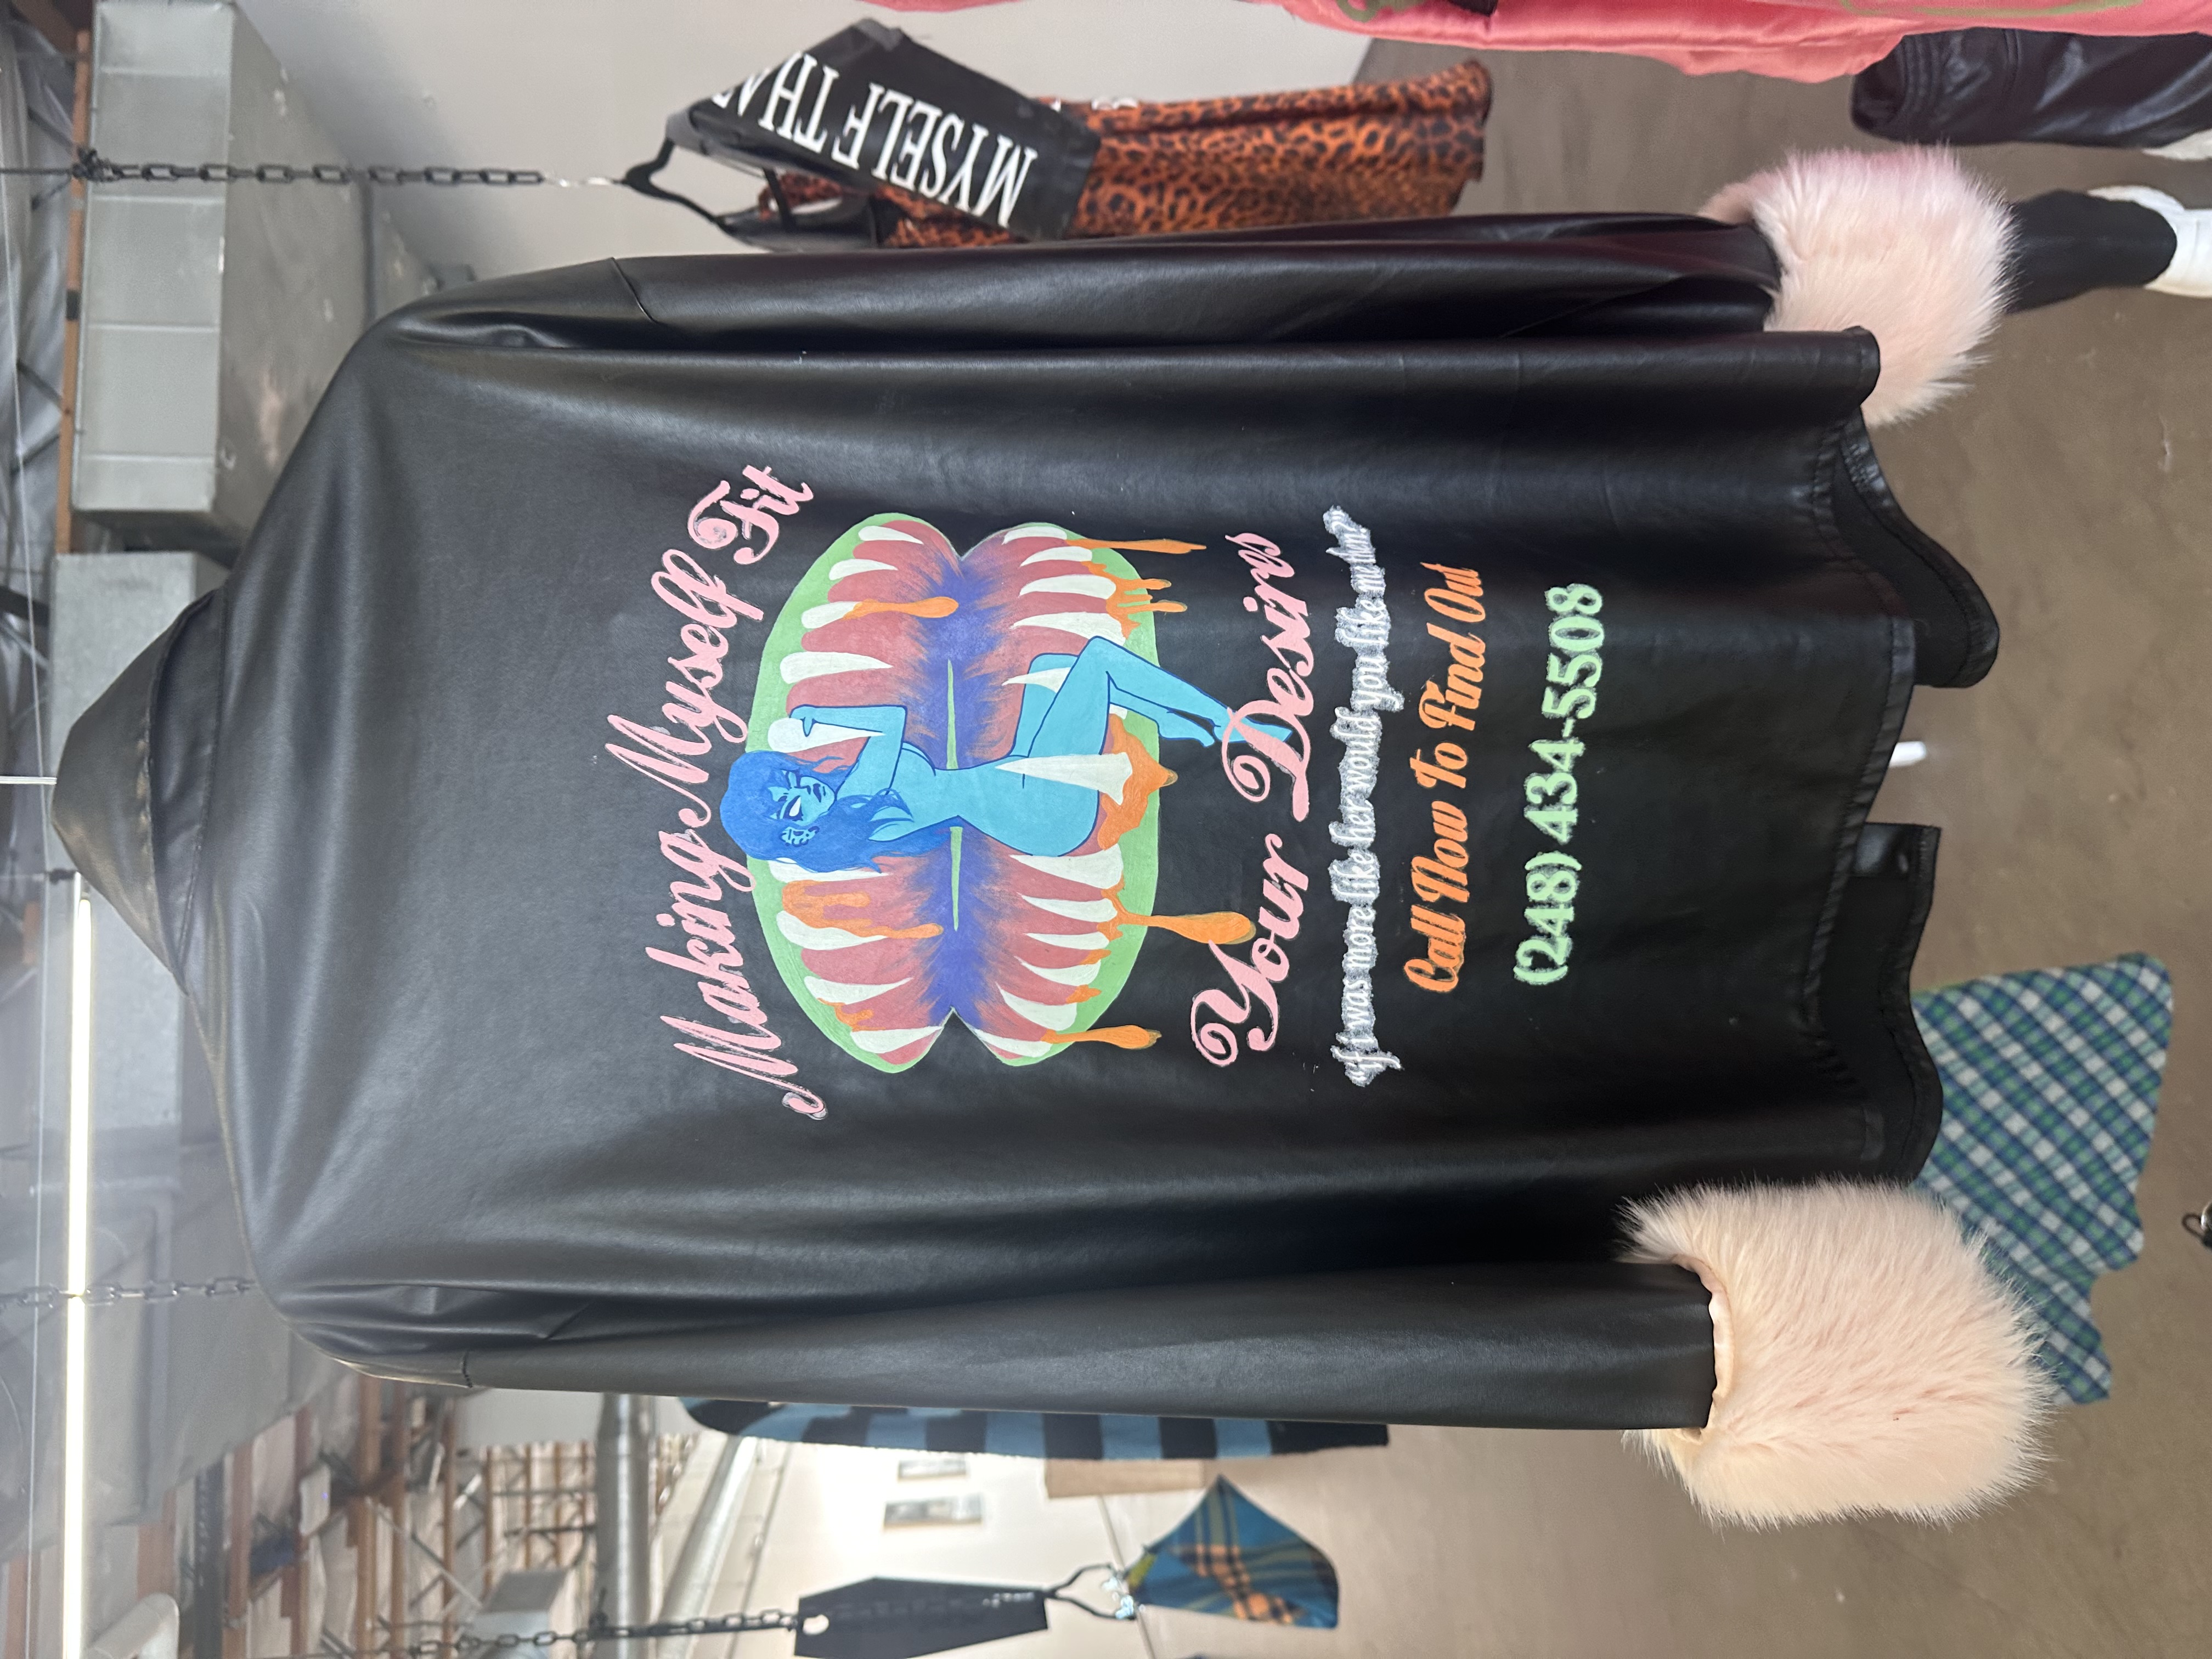 Making Myself Fit
Your Desires
"if i was more like her would you like me then?"
Call Now To Find Out
(248) 434-5508
MYSELF THA